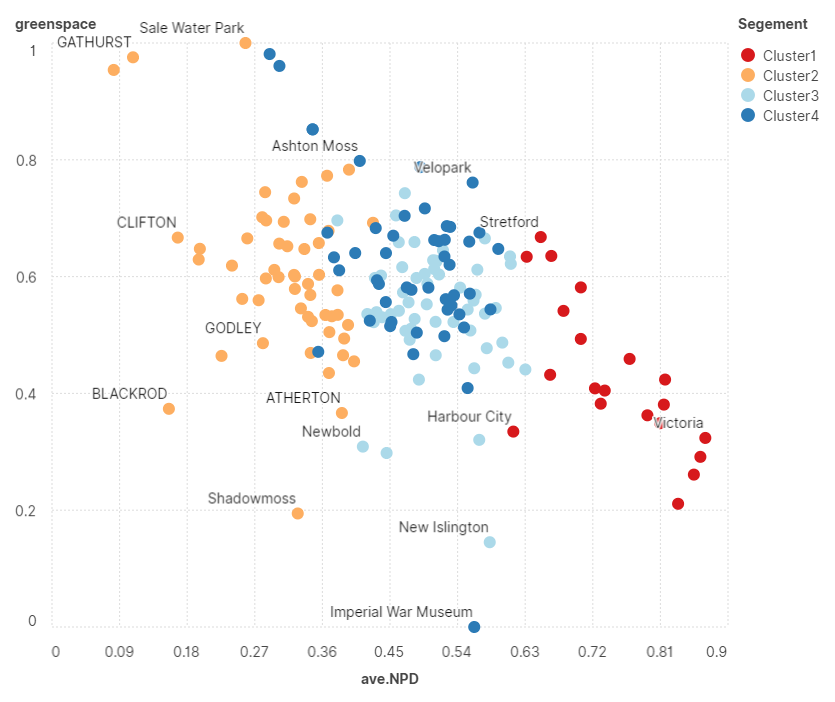 greenspace
Segement
Cluster1
Cluster2
Cluster3
Cluster4
Sale Water Park
GATHURST
1
Ashton Moss
0.8
Velopark
CLIFTON
Stretford
0.6
GODLEY
BLACKROD
0.4
ATHERTON
Harbour City
Victoria
Newbold
Shadowmoss
0.2
New Islington
Imperial War Museum
0
0 0.09 0.18 0.27 0.36 0.45 0.54 0.63 0.72 0.81 0.9
ave.NPD